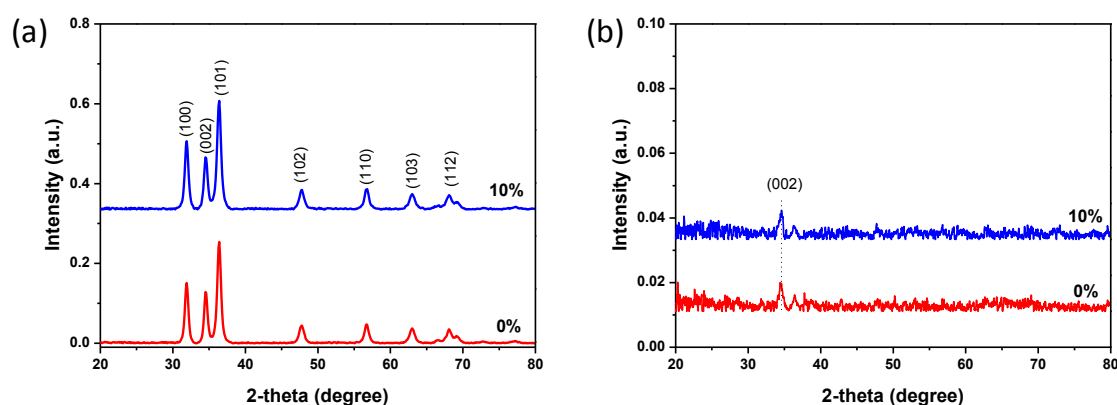 (a)
Intensity (a.u.)
0.8
0.6
0.4
0.2
0.0
(100)
(002)
(101)
(102)
(110)
(103)
(112)
10%
0%
20 30 40 50 60 70 80
2-theta (degree)
(b)
Intensity (a.u.)
0.10
0.08
0.06
0.04
0.02
0.00
(002)
10%
0%
20 30 40 50 60 70 80
2-theta (degree)